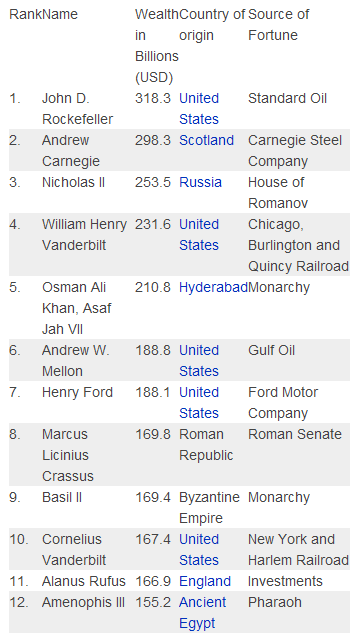 RankName WealthCountry of Source of
in origin Fortune
Billions
(USD)
1. John D. 318.3 United Standard Oil
Rockefeller States
2. Andrew 298.3 Scotland Carnegie Steel
Carnegie Company
3. Nicholas II 253.5 Russia House of
Romanov
4. William Henry 231.6 United Chicago,
Vanderbilt States Burlington and
Quincy Railroad
5. Osman Ali 210.8 HyderabadMonarchy
Khan, Asaf
Jah VII
6. Andrew W. 188.8 United Gulf Oil
Mellon States
7. Henry Ford 188.1 United Ford Motor
States Company
8. Marcus 169.8 Roman Roman Senate
Licinius Republic
Crassus
9. Basil II 169.4 Byzantine Monarchy
Empire
10. Cornelius 167.4 United New York and
Vanderbilt States Harlem Railroad
11. Alanus Rufus 166.9 England Investments
12. Amenophis III 155.2 Ancient Pharaoh
Egypt